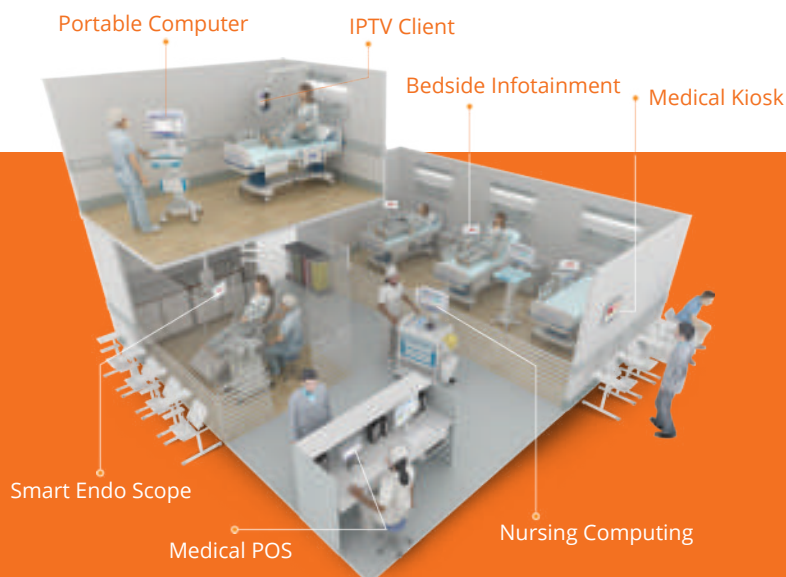 Portable Computer
IPTV Client
Bedside Infotainment
Medical Kiosk
Smart Endo Scope
Medical POS
Nursing Computing